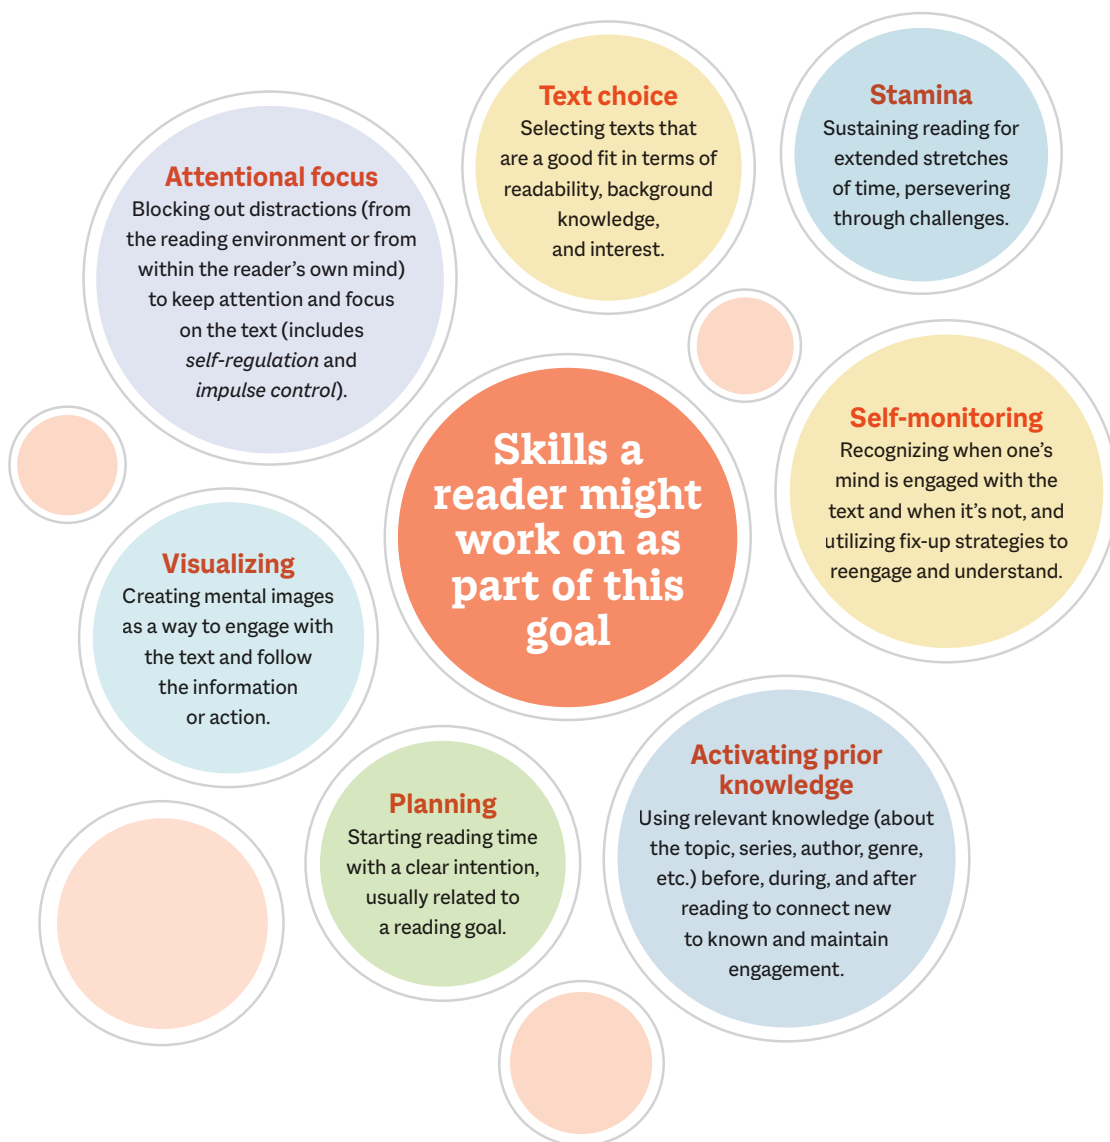 Text choice
Selecting texts that
are a good fit in terms of
readability, background
knowledge,
and interest.
Stamina
Sustaining reading for
extended stretches
of time, persevering
through challenges.
Attentional focus
Blocking out distractions (from
the reading environment or from
within the reader’s own mind)
to keep attention and focus
on the text (includes
self-regulation and
impulse control).
Skills a
reader might
work on as
part of this
goal
Self-monitoring
Recognizing when one’s
mind is engaged with the
text and when it’s not, and
utilizing fix-up strategies to
reengage and understand.
Visualizing
Creating mental images
as a way to engage with
the text and follow
the information
or action.
Planning
Starting reading time
with a clear intention,
usually related to
a reading goal.
Activating prior
knowledge
Using relevant knowledge (about
the topic, series, author, genre,
etc.) before, during, and after
reading to connect new
to known and maintain
engagement.